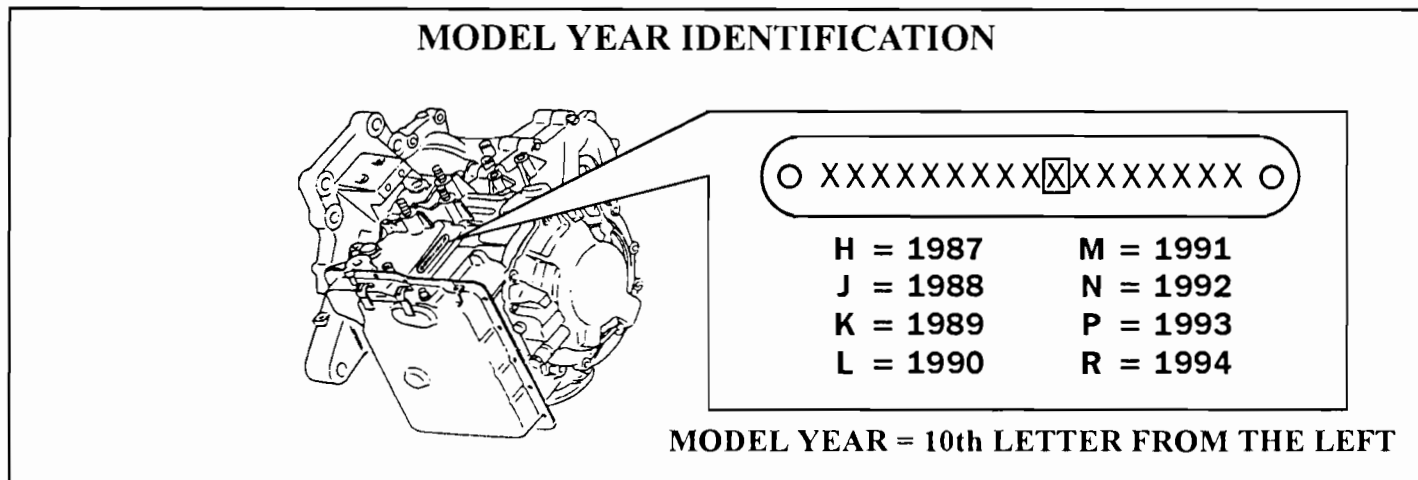 MODEL YEAR IDENTIFICATION
XXXXXXXXXXXXXXXXX
H = 1987 M = 1991
J = 1988 N = 1992
K = 1989 P = 1993
L = 1990 R = 1994
MODEL YEAR = 10th LETTER FROM THE LEFT